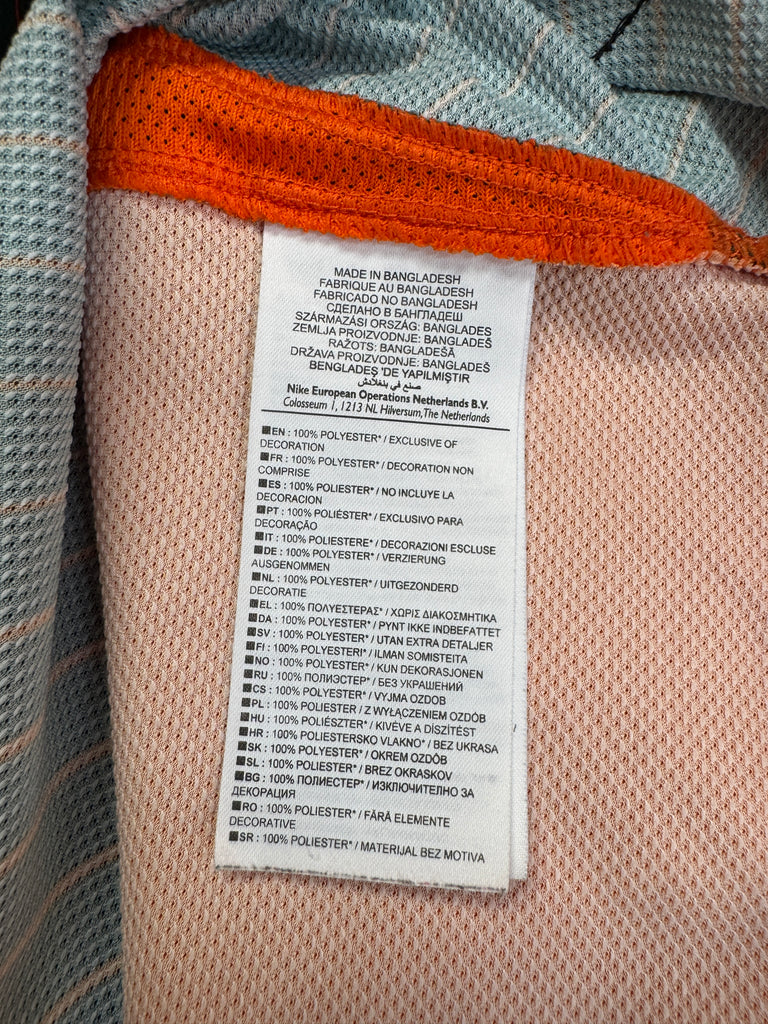 MADE IN BANGLADESH
FABRIQUE AU BANGLADESH
FABRICADO NO BANGLADESH
СДЕЛАНО В БАНГЛАДЕШ
SZÁRMAZÁSI ORSZÁG: BANGLADES
ZEMLJA PROIZVODNJE: BANGLADEŠ
RAŽOTS: BANGLADEŠĀ
DRŽAVA PROIZVODNJE: BANGLADEŠ
BENGLADEŞ 'DE YAPILMIŞTIR
صنع في بنغلادش
Nike European Operations Netherlands B.V.
Colosseum 1, 1213 NL Hilversum, The Netherlands
EN : 100% POLYESTER* / EXCLUSIVE OF
DECORATION
FR : 100% POLYESTER* / DECORATION NON
COMPRISE
ES : 100% POLIESTER* / NO INCLUYE LA
DECORACION
PT : 100% POLIÉSTER* / EXCLUSIVO PARA
DECORAÇÃO
IT : 100% POLIESTERE* / DECORAZIONI ESCLUSE
DE : 100% POLYESTER* / VERZIERUNG
AUSGENOMMEN
NL : 100% POLYESTER* / UITGEZONDERD
DECORATIE
EL : 100% ΠΟΛΥΕΣΤΕΡΑΣ* / ΧΩΡΙΣ ΔΙΑΚΟΣΜΗΤΙΚΑ
DA : 100% POLYESTER* / PYNT IKKE INDBEFATTET
SV : 100% POLYESTER* / UTAN EXTRA DETALJER
FI : 100% POLYESTERI* / ILMAN SOMISTEITA
NO : 100% POLYESTER* / KUN DEKORASJONEN
RU : 100% ПОЛИЭСТЕР* / БЕЗ УКРАШЕНИЙ
CS : 100% POLYESTER* / VYJMA OZDOB
PL : 100% POLIESTER / Z WYŁĄCZENIEM OZDÓB
HU : 100% POLIÉSZTER* / KIVÉVE A DÍSZÍTÉST
HR : 100% POLIESTERSKO VLAKNO* / BEZ UKRASA
SK : 100% POLYESTER* / OKREM OZDÔB
SL : 100% POLIESTER* / BREZ OKRASKOV
BG : 100% ПОЛИЕСТЕР* / ИЗКЛЮЧИТЕЛНО ЗА
ДЕКОРАЦИЯ
RO : 100% POLIESTER* / FĂRĂ ELEMENTE
DECORATIVE
SR : 100% POLIESTER* / MATERIJAL BEZ MOTIVA